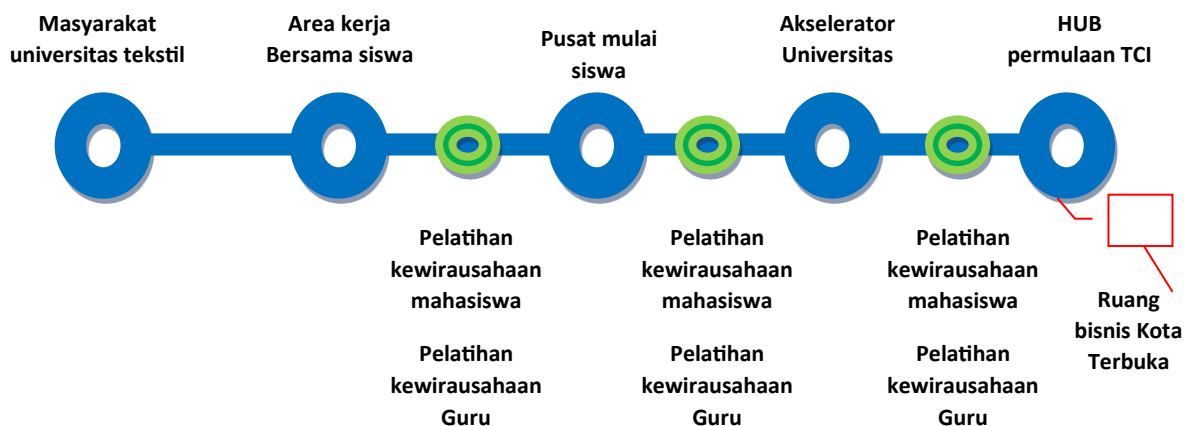 Masyarakat
universitas tekstil
Area kerja
Bersama siswa
Pusat mulai
siswa
Akselerator
Universitas
HUB
permulaan TCI
Pelatihan
kewirausahaan
mahasiswa
Pelatihan
kewirausahaan
Guru
Pelatihan
kewirausahaan
mahasiswa
Pelatihan
kewirausahaan
Guru
Pelatihan
kewirausahaan
mahasiswa
Pelatihan
kewirausahaan
Guru
Ruang
bisnis Kota
Terbuka